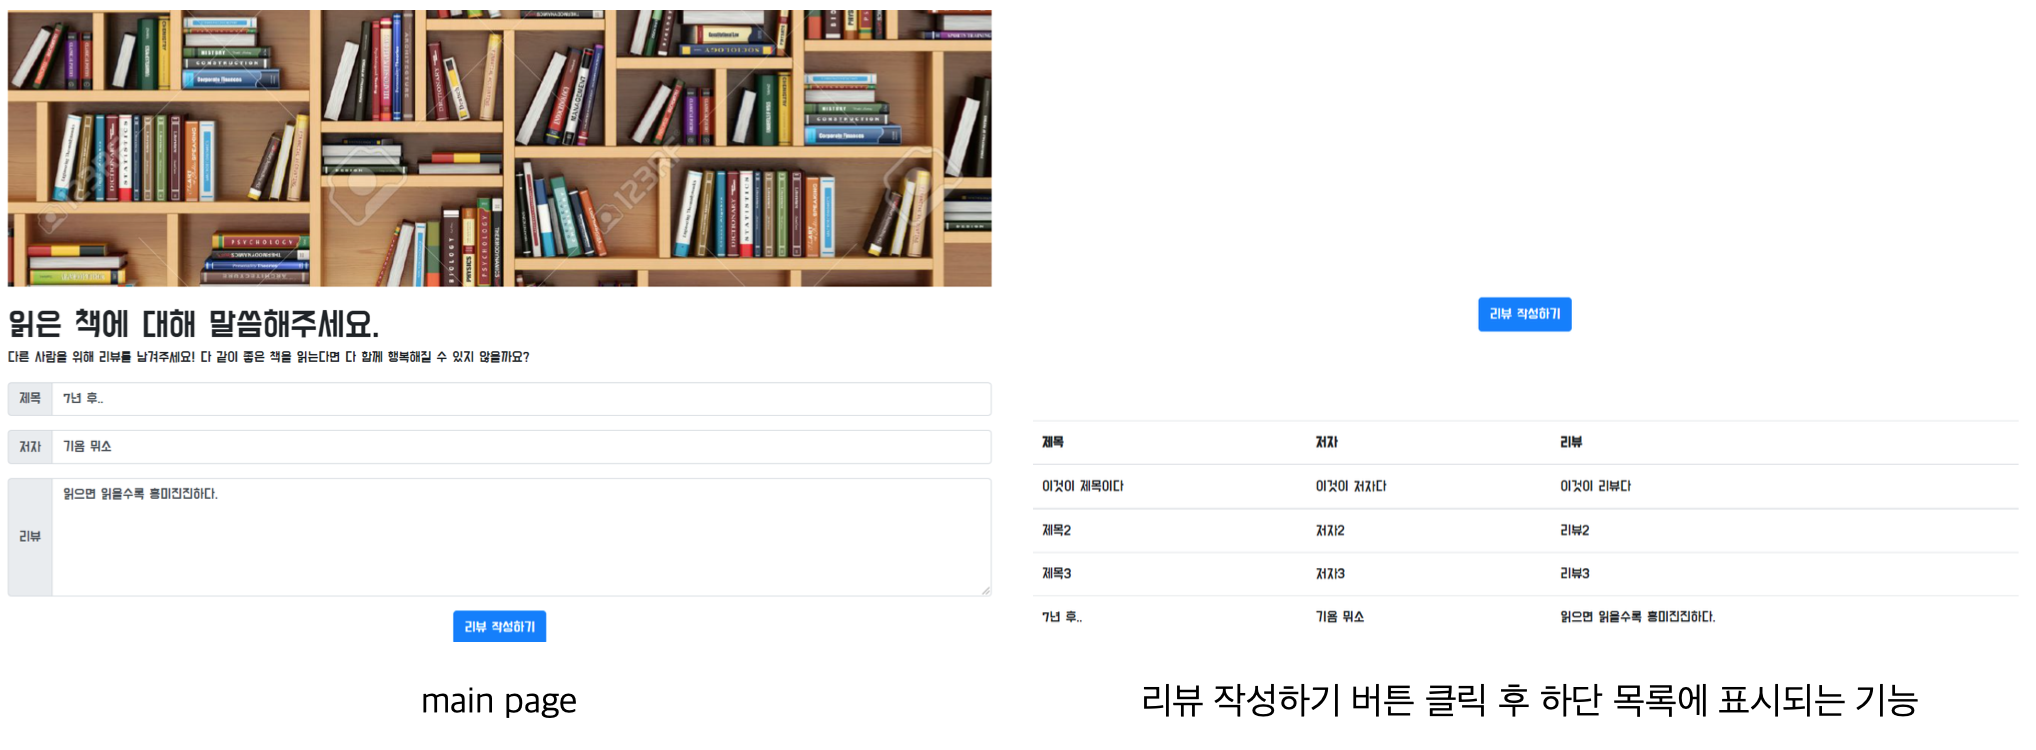 읽은 책에 대해 말씀해주세요.
다른 사람을 위해 리뷰를 남겨주세요! 다 같이 좋은 책을 읽는다면 다 함께 행복해질 수 있지 않을까요?
제목 7년 후..
저자 기욤 뮈소
리뷰 읽으면 읽을수록 흥미진진하다.
리뷰 작성하기
main page
리뷰 작성하기
제목 저자 리뷰
이것이 제목이다 이것이 저자다 이것이 리뷰다
제목2 저자2 리뷰2
제목3 저자3 리뷰3
7년 후.. 기욤 뮈소 읽으면 읽을수록 흥미진진하다.
리뷰 작성하기 버튼 클릭 후 하단 목록에 표시되는 기능